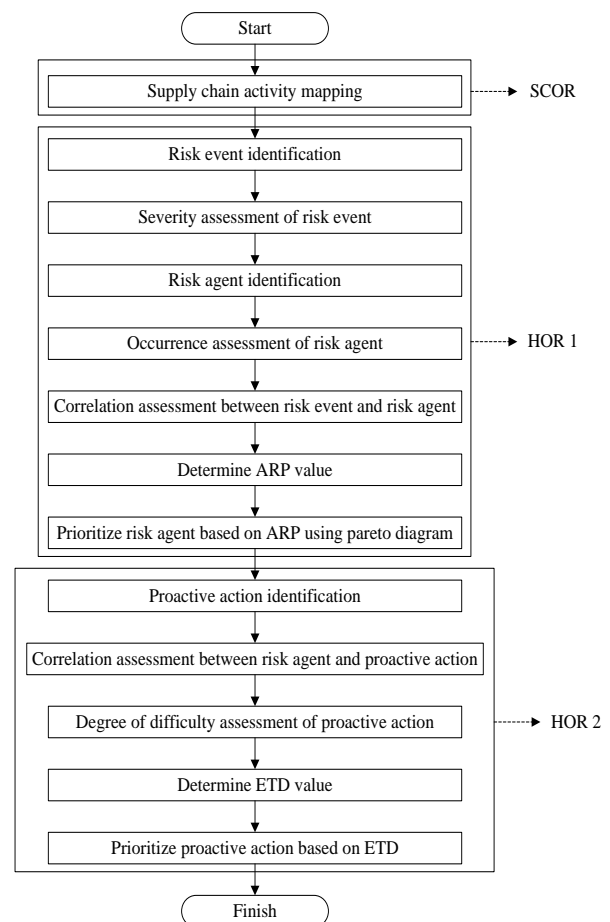 Start
Supply chain activity mapping
SCOR
Risk event identification
Severity assessment of risk event
Risk agent identification
Occurrence assessment of risk agent
HOR 1
Correlation assessment between risk event and risk agent
Determine ARP value
Prioritize risk agent based on ARP using pareto diagram
Proactive action identification
Correlation assessment between risk agent and proactive action
Degree of difficulty assessment of proactive action
HOR 2
Determine ETD value
Prioritize proactive action based on ETD
Finish